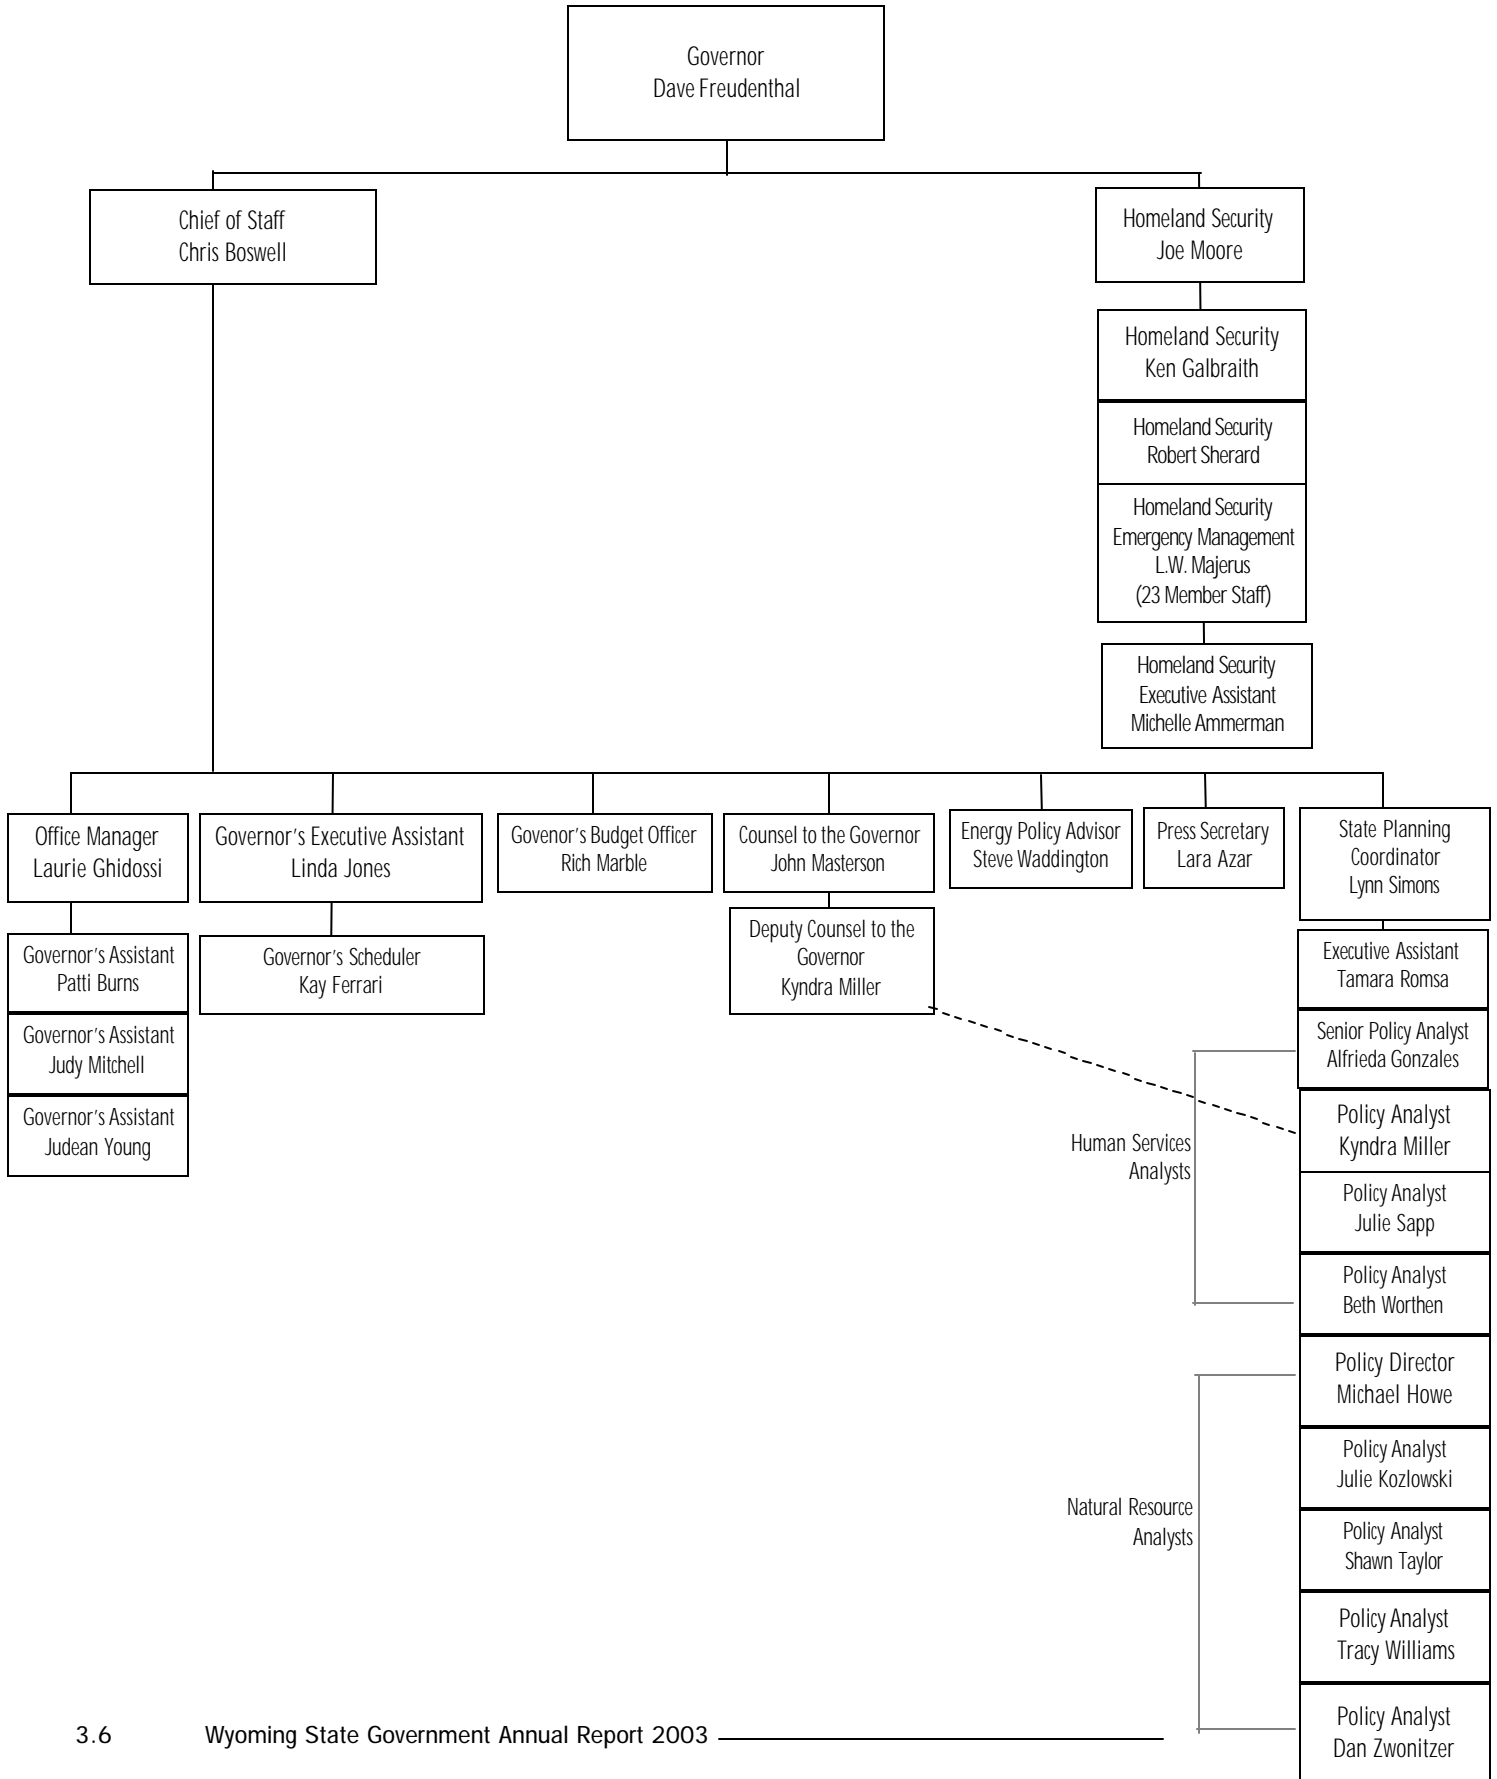 Governor
Dave Freudenthal
Chief of Staff
Chris Boswell
Homeland Security
Joe Moore
Homeland Security
Ken Galbraith
Homeland Security
Robert Sherard
Homeland Security
Emergency Management
L.W. Majerus
(23 Member Staff)
Homeland Security
Executive Assistant
Michelle Ammerman
Office Manager
Laurie Ghidossi
Governor's Assistant
Patti Burns
Governor's Assistant
Judy Mitchell
Governor's Assistant
Judean Young
Governor's Executive Assistant
Linda Jones
Governor's Scheduler
Kay Ferrari
Govenor's Budget Officer
Rich Marble
Counsel to the Governor
John Masterson
Deputy Counsel to the
Governor
Kyndra Miller
Energy Policy Advisor
Steve Waddington
Press Secretary
Lara Azar
State Planning
Coordinator
Lynn Simons
Executive Assistant
Tamara Romsa
Senior Policy Analyst
Alfrieda Gonzales
Human Services
Analysts
Policy Analyst
Kyndra Miller
Policy Analyst
Julie Sapp
Policy Analyst
Beth Worthen
Policy Director
Michael Howe
Natural Resource
Analysts
Policy Analyst
Julie Kozlowski
Policy Analyst
Shawn Taylor
Policy Analyst
Tracy Williams
Policy Analyst
Dan Zwonitzer
3.6 Wyoming State Government Annual Report 2003